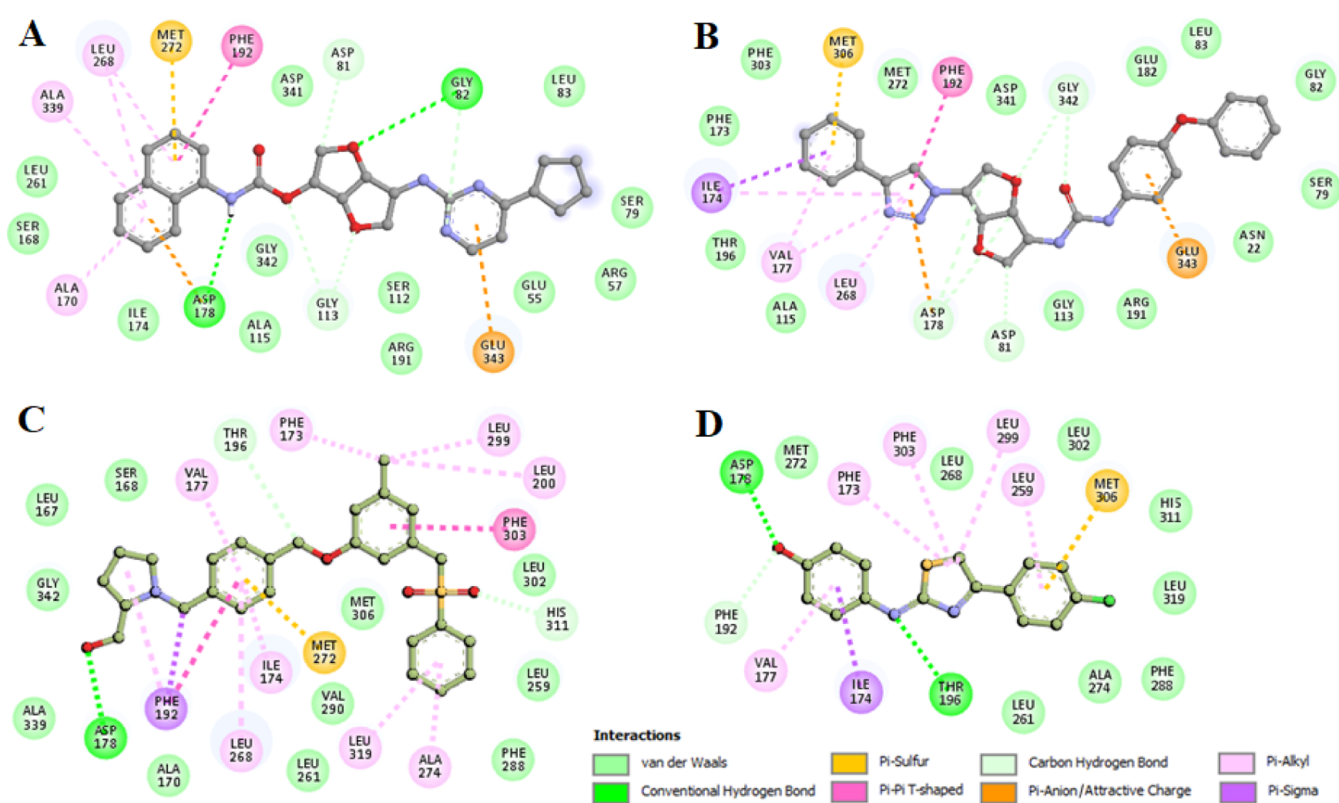 A
MET
272
PHE
192
LEU
268
ASP
81
ASP
341
GLY
82
LEU
83
ALA
339
LEU
261
SER
168
SER
79
GLY
342
ALA
170
ILE
174
ASP
178
ALA
115
GLY
113
SER
112
GLU
55
ARG
57
ARG
191
GLU
343
B
PHE
303
MET
306
MET
272
PHE
192
ASP
341
GLY
342
GLU
182
LEU
83
GLY
82
PHE
173
ILE
174
SER
79
THR
196
VAL
177
LEU
268
ASN
22
GLU
343
ALA
115
ASP
178
ASP
81
GLY
113
ARG
191
C
THR
196
PHE
173
LEU
299
LEU
200
SER
168
VAL
177
LEU
167
PHE
303
GLY
342
LEU
302
MET
306
HIS
311
MET
272
ILE
174
PHE
192
VAL
290
LEU
259
ALA
339
ASP
178
LEU
268
LEU
319
ALA
170
LEU
261
ALA
274
PHE
288
D
ASP
178
MET
272
PHE
303
LEU
299
LEU
302
PHE
173
LEU
268
LEU
259
MET
306
HIS
311
LEU
319
PHE
192
VAL
177
ILE
174
THR
196
ALA
274
PHE
288
LEU
261
Interactions
van der Waals
Pi-Sulfur
Carbon Hydrogen Bond
Pi-Alkyl
Conventional Hydrogen Bond
Pi-Pi T-shaped
Pi-Anion/Attractive Charge
Pi-Sigma